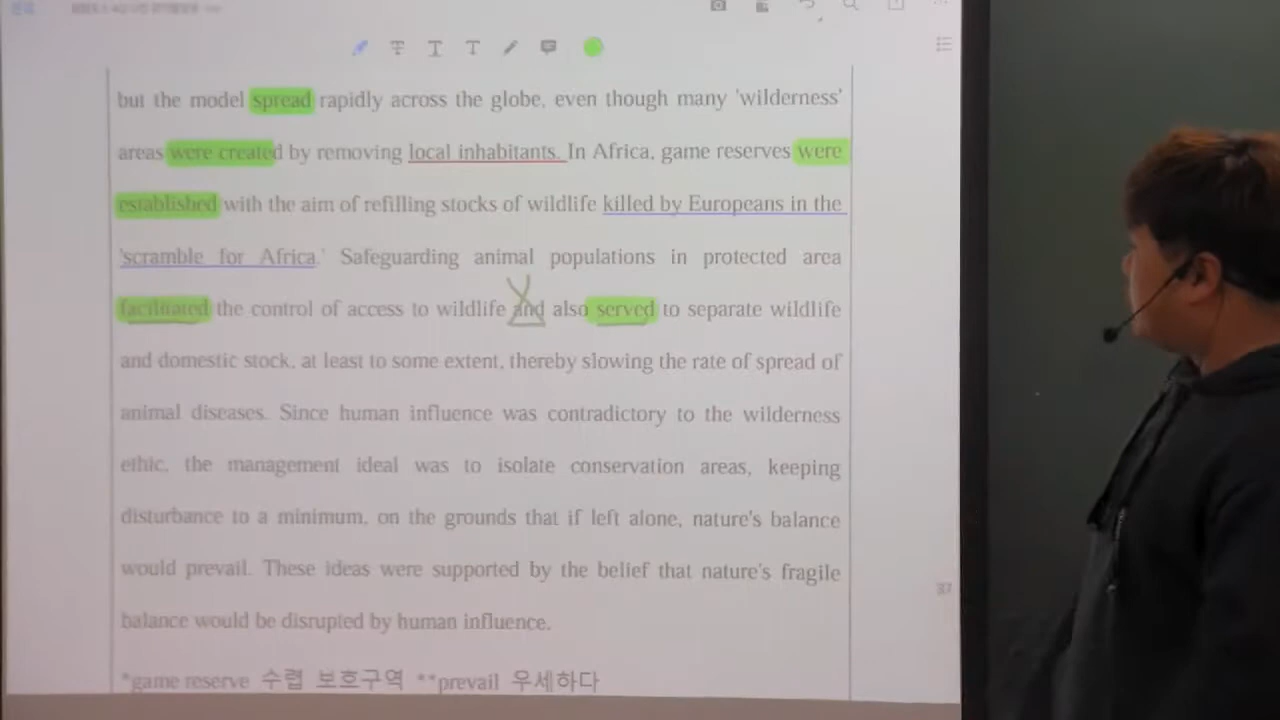 but the model spread rapidly across the globe, even though many 'wilderness'
areas were created by removing local inhabitants. In Africa, game reserves were
established with the aim of refilling stocks of wildlife killed by Europeans in the
'scramble for Africa.' Safeguarding animal populations in protected area
facilitated the control of access to wildlife and also served to separate wildlife
and domestic stock, at least to some extent, thereby slowing the rate of spread of
animal diseases. Since human influence was contradictory to the wilderness
ethic, the management ideal was to isolate conservation areas, keeping
disturbance to a minimum, on the grounds that if left alone, nature's balance
would prevail. These ideas were supported by the belief that nature's fragile
37
balance would be disrupted by human influence.
*game reserve 수렵 보호구역 **prevail 우세하다